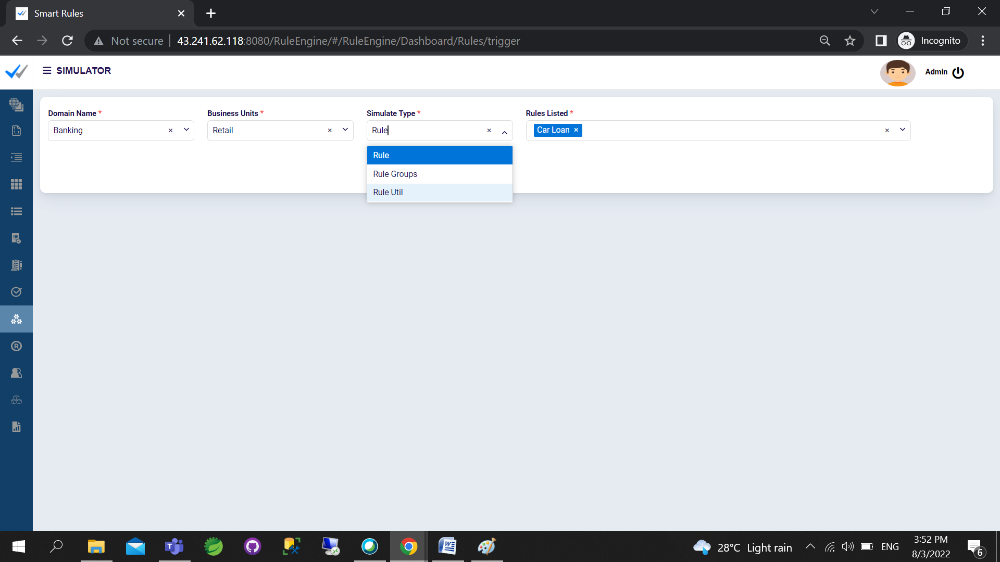 Smart Rules
Not secure 43.241.62.118:8080/RuleEngine/#/RuleEngine/Dashboard/Rules/trigger Incognito
SIMULATOR
Admin
Domain Name * Business Units * Simulate Type * Rules Listed *
Banking × Retail × Rule × Car Loan × ×
Rule
Rule Groups
Rule Util
28°C Light rain ENG
3:52 PM
8/3/2022
6